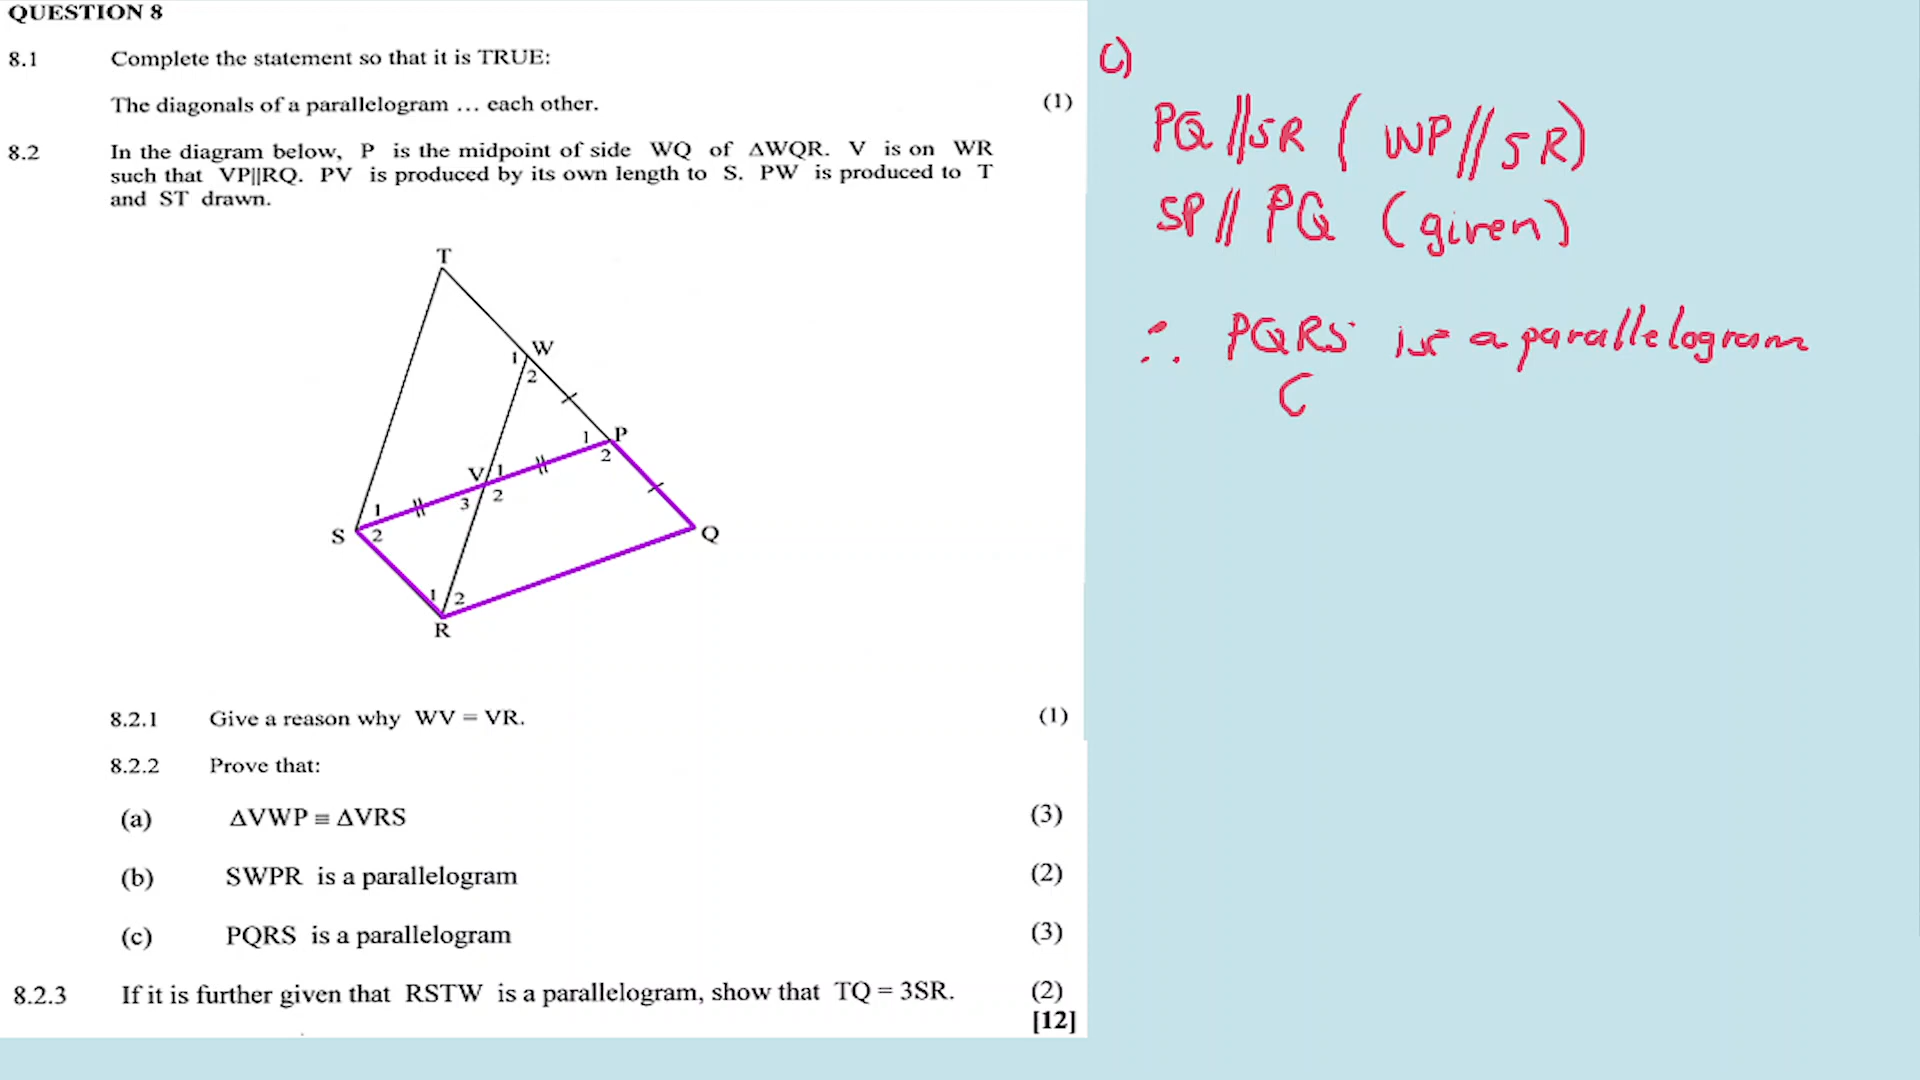 QUESTION 8
8.1 Complete the statement so that it is TRUE:
The diagonals of a parallelogram … each other. (1)
8.2 In the diagram below, P is the midpoint of side WQ of ΔWQR. V is on WR
such that VP||RQ. PV is produced by its own length to S. PW is produced to T
and ST drawn.
T
W
1
2
1 P
2
V 1
3 2
1
S 2
Q
1 2
R
8.2.1 Give a reason why WV = VR. (1)
8.2.2 Prove that:
(a) ΔVWP ≡ ΔVRS (3)
(b) SWPR is a parallelogram (2)
(c) PQRS is a parallelogram (3)
8.2.3 If it is further given that RSTW is a parallelogram, show that TQ = 3SR. (2)
[12]
C)
PQ // SR ( WP // SR)
SP // PQ (given)
∴ PQRS is a parallelogram
(